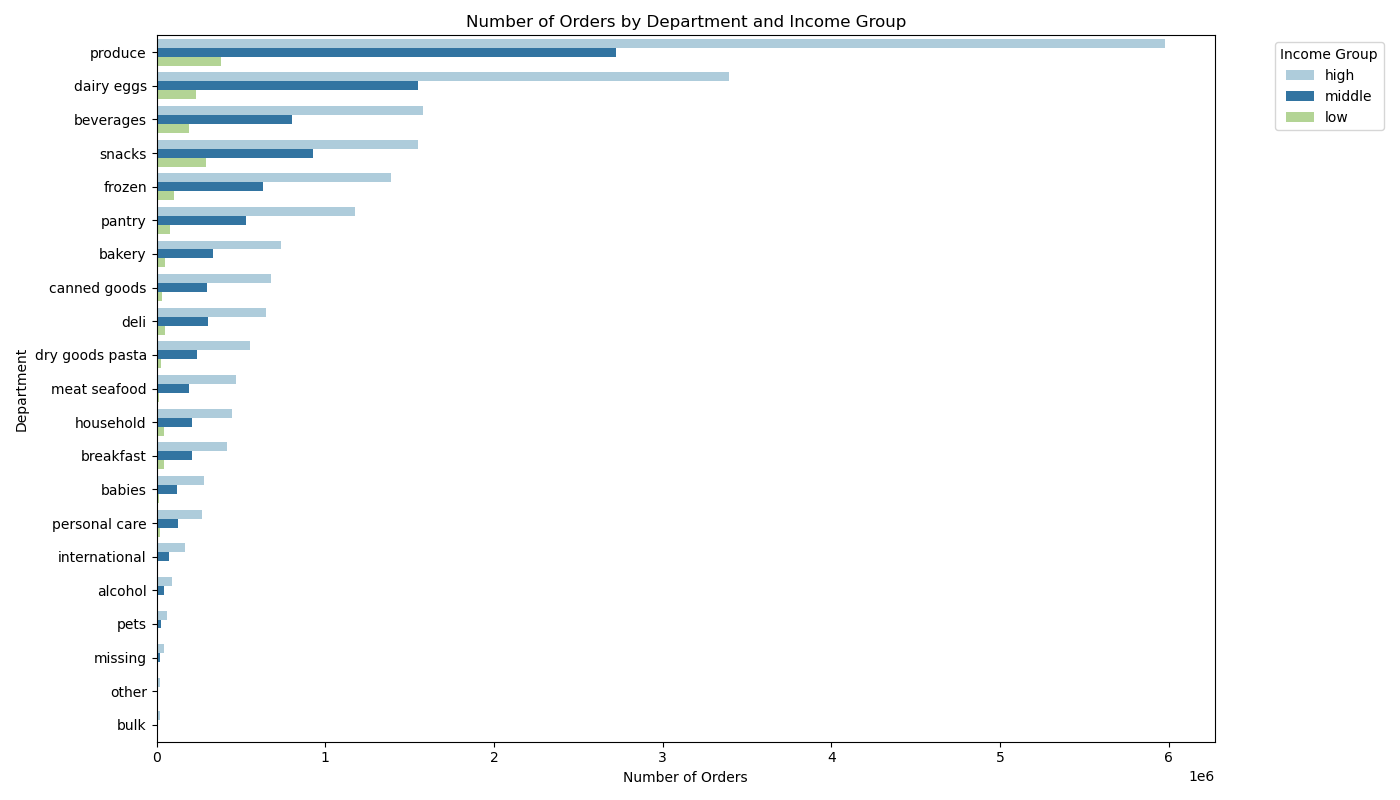 Number of Orders by Department and Income Group
Department
produce
dairy eggs
beverages
snacks
frozen
pantry
bakery
canned goods
deli
dry goods pasta
meat seafood
household
breakfast
babies
personal care
international
alcohol
pets
missing
other
bulk
0 1 2 3 4 5 6
1e6
Number of Orders
Income Group
high
middle
low